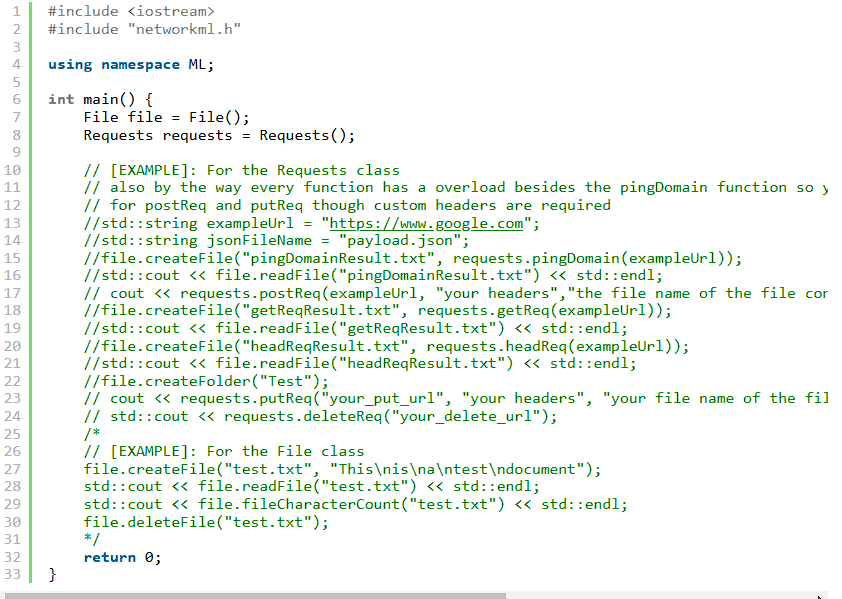 1 #include <iostream>
2 #include "networkml.h"
3
4 using namespace ML;
5
6 int main() {
7 File file = File();
8 Requests requests = Requests();
9
10 // [EXAMPLE]: For the Requests class
11 // also by the way every function has a overload besides the pingDomain function so
12 // for postReq and putReq though custom headers are required
13 //std::string exampleUrl = "https://www.google.com";
14 //std::string jsonFileName = "payload.json";
15 //file.createFile("pingDomainResult.txt", requests.pingDomain(exampleUrl));
16 //std::cout << file.readFile("pingDomainResult.txt") << std::endl;
17 // cout << requests.postReq(exampleUrl, "your headers","the file name of the file
18 //file.createFile("getReqResult.txt", requests.getReq(exampleUrl));
19 //std::cout << file.readFile("getReqResult.txt") << std::endl;
20 //file.createFile("headReqResult.txt", requests.headReq(exampleUrl));
21 //std::cout << file.readFile("headReqResult.txt") << std::endl;
22 //file.createFolder("Test");
23 // cout << requests.putReq("your_put_url", "your headers", "your file name of the
24 // std::cout << requests.deleteReq("your_delete_url");
25 /*
26 // [EXAMPLE]: For the File class
27 file.createFile("test.txt", "This\nis\na\ntest\ndocument");
28 std::cout << file.readFile("test.txt") << std::endl;
29 std::cout << file.fileCharacterCount("test.txt") << std::endl;
30 file.deleteFile("test.txt");
31 */
32 return 0;
33 }